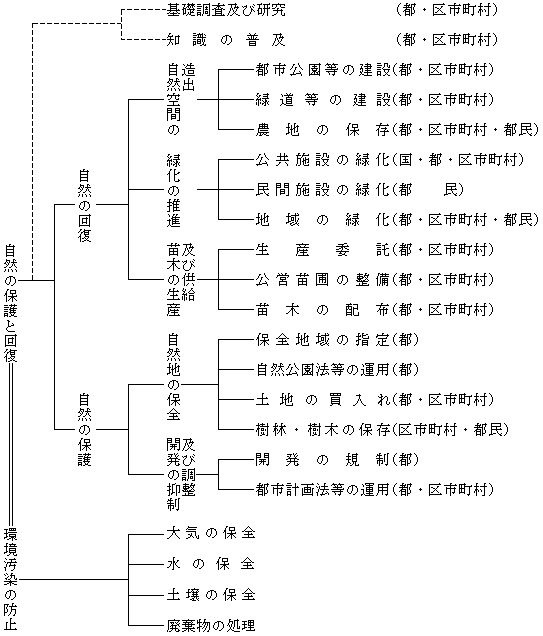 基礎調査及び研究 (都・区市町村)
知識の普及 (都・区市町村)
自然の保護と回復
自然の回復
自然空間の造出
都市公園等の建設(都・区市町村)
緑道等の建設(都・区市町村)
農地の保存(都・区市町村・都民)
緑化の推進
公共施設の緑化(国・都・区市町村)
民間施設の緑化(都 民)
地域の緑化(都・区市町村・都民)
苗木の生産及び供給
生産委託(都・区市町村)
公営苗圃の整備(都・区市町村)
苗木の配布(都・区市町村)
自然の保護
自然地の保全
保全地域の指定(都)
自然公園法等の運用(都)
土地の買入れ(都・区市町村)
樹林・樹木の保存(区市町村・都民)
開発の抑制及び調整
開発の規制(都)
都市計画法等の運用(都・区市町村)
環境汚染の防止
大気の保全
水の保全
土壌の保全
廃棄物の処理